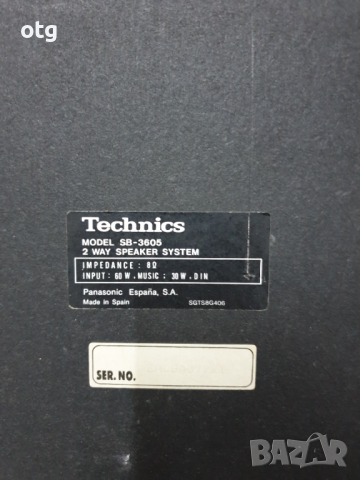 otg
Technics
MODEL SB-3605
2 WAY SPEAKER SYSTEM
IMPEDANCE : 8Ω
INPUT: 60 W. MUSIC : 30 W. DIN
Panasonic España, S.A.
Made in Spain SGTS8G406
SER. NO.
BAZAR